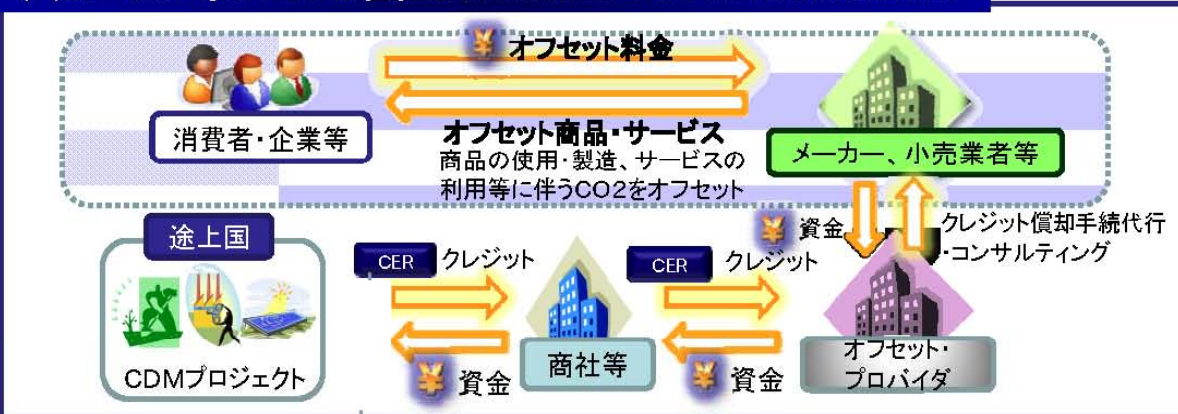 ¥ オフセット料金
消費者・企業等
オフセット商品・サービス
商品の使用・製造、サービスの
利用等に伴うCO2をオフセット
メーカー、小売業者等
途上国
CDMプロジェクト
CER クレジット
¥ 資金
商社等
CER クレジット
¥ 資金
¥ 資金
クレジット償却手続代行
・コンサルティング
オフセット・
プロバイダ